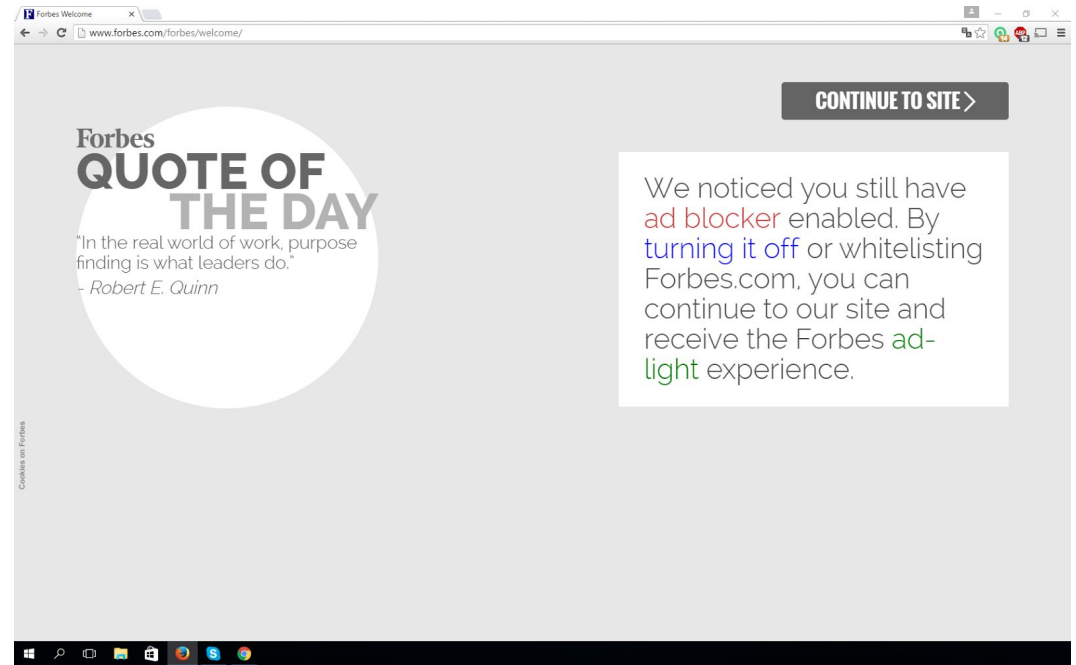 Forbes Welcome
www.forbes.com/forbes/welcome/
CONTINUE TO SITE
Forbes
QUOTE OF
THE DAY
“In the real world of work, purpose
finding is what leaders do.”
- Robert E. Quinn
We noticed you still have
ad blocker enabled. By
turning it off or whitelisting
Forbes.com, you can
continue to our site and
receive the Forbes ad-
light experience.
Cookies on Forbes